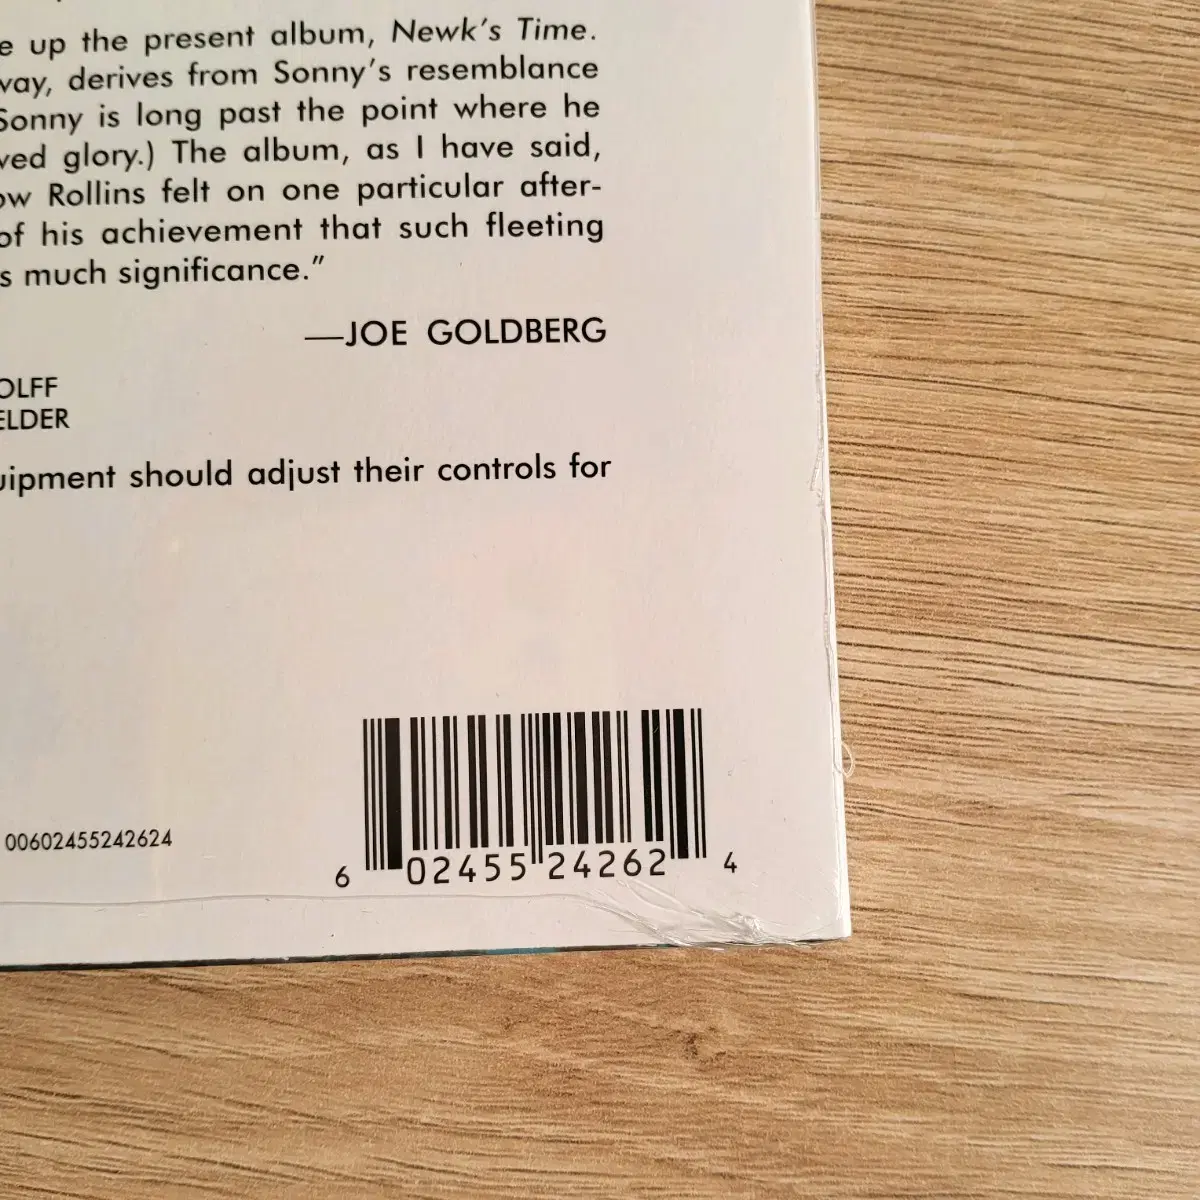 e up the present album, Newk's Time.
way, derives from Sonny's resemblance
Sonny is long past the point where he
ved glory.) The album, as I have said,
ow Rollins felt on one particular after-
of his achievement that such fleeting
s much significance."
—JOE GOLDBERG
OLFF
ELDER
uipment should adjust their controls for
00602455242624
6 02455 24262 4